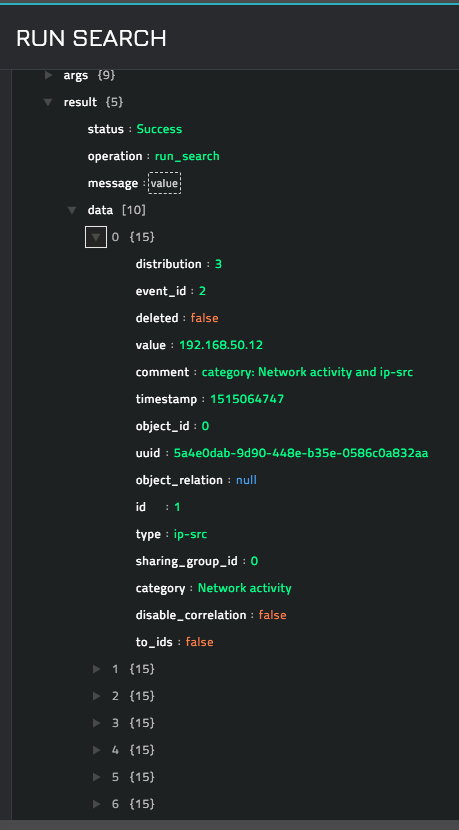 RUN SEARCH
args {9}
result {5}
status : Success
operation : run_search
message : value
data [10]
0 {15}
distribution : 3
event_id : 2
deleted : false
value : 192.168.50.12
comment : category: Network activity and ip-src
timestamp : 1515064747
object_id : 0
uuid : 5a4e0dab-9d90-448e-b35e-0586c0a832aa
object_relation : null
id : 1
type : ip-src
sharing_group_id : 0
category : Network activity
disable_correlation : false
to_ids : false
1 {15}
2 {15}
3 {15}
4 {15}
5 {15}
6 {15}